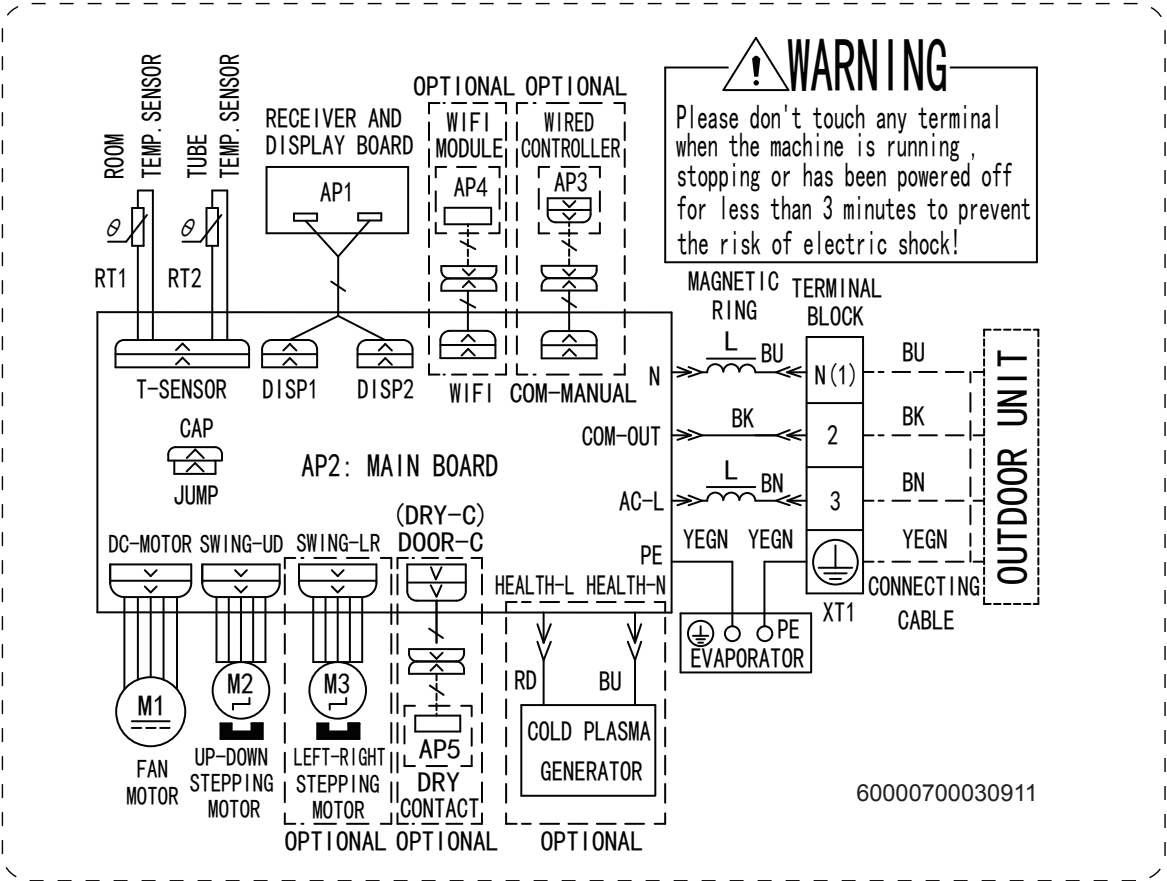 WARNING
Please don't touch any terminal
when the machine is running ,
stopping or has been powered off
for less than 3 minutes to prevent
the risk of electric shock!
ROOM
TEMP. SENSOR
TUBE
TEMP. SENSOR
RECEIVER AND
DISPLAY BOARD
AP1
OPTIONAL OPTIONAL
WIFI
MODULE
AP4
WIRED
CONTROLLER
AP3
θ
RT1
θ
RT2
T-SENSOR
DISP1
DISP2
WIFI
COM-MANUAL
CAP
JUMP
AP2: MAIN BOARD
MAGNETIC
RING
TERMINAL
BLOCK
N
L
BU
N(1)
BU
COM-OUT
BK
2
BK
AC-L
L
BN
3
BN
PE
YEGN
YEGN
YEGN
XT1
CONNECTING
CABLE
OUTDOOR UNIT
PE
EVAPORATOR
DC-MOTOR
SWING-UD
SWING-LR
(DRY-C)
DOOR-C
HEALTH-L
HEALTH-N
M1
FAN
MOTOR
M2
UP-DOWN
STEPPING
MOTOR
M3
LEFT-RIGHT
STEPPING
MOTOR
OPTIONAL
AP5
DRY
CONTACT
OPTIONAL
RD
BU
COLD PLASMA
GENERATOR
OPTIONAL
60000700030911